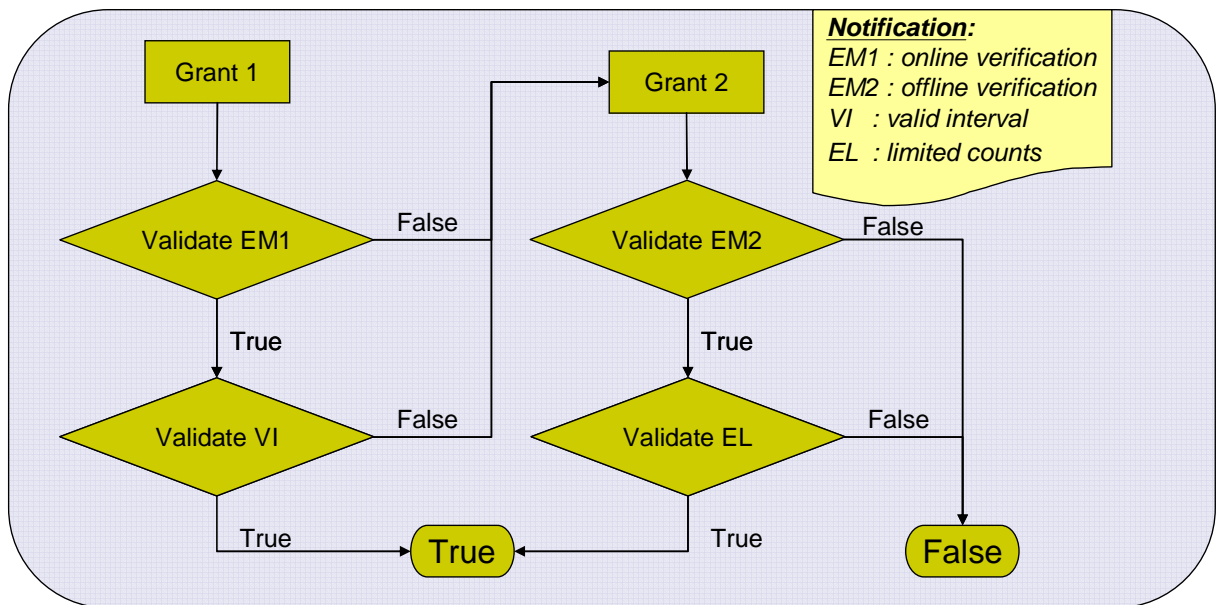 Notification:
EM1 : online verification
EM2 : offline verification
VI : valid interval
EL : limited counts
Grant 1
Grant 2
False
False
Validate EM1
Validate EM2
True
True
False
False
Validate VI
Validate EL
True
True
True
False